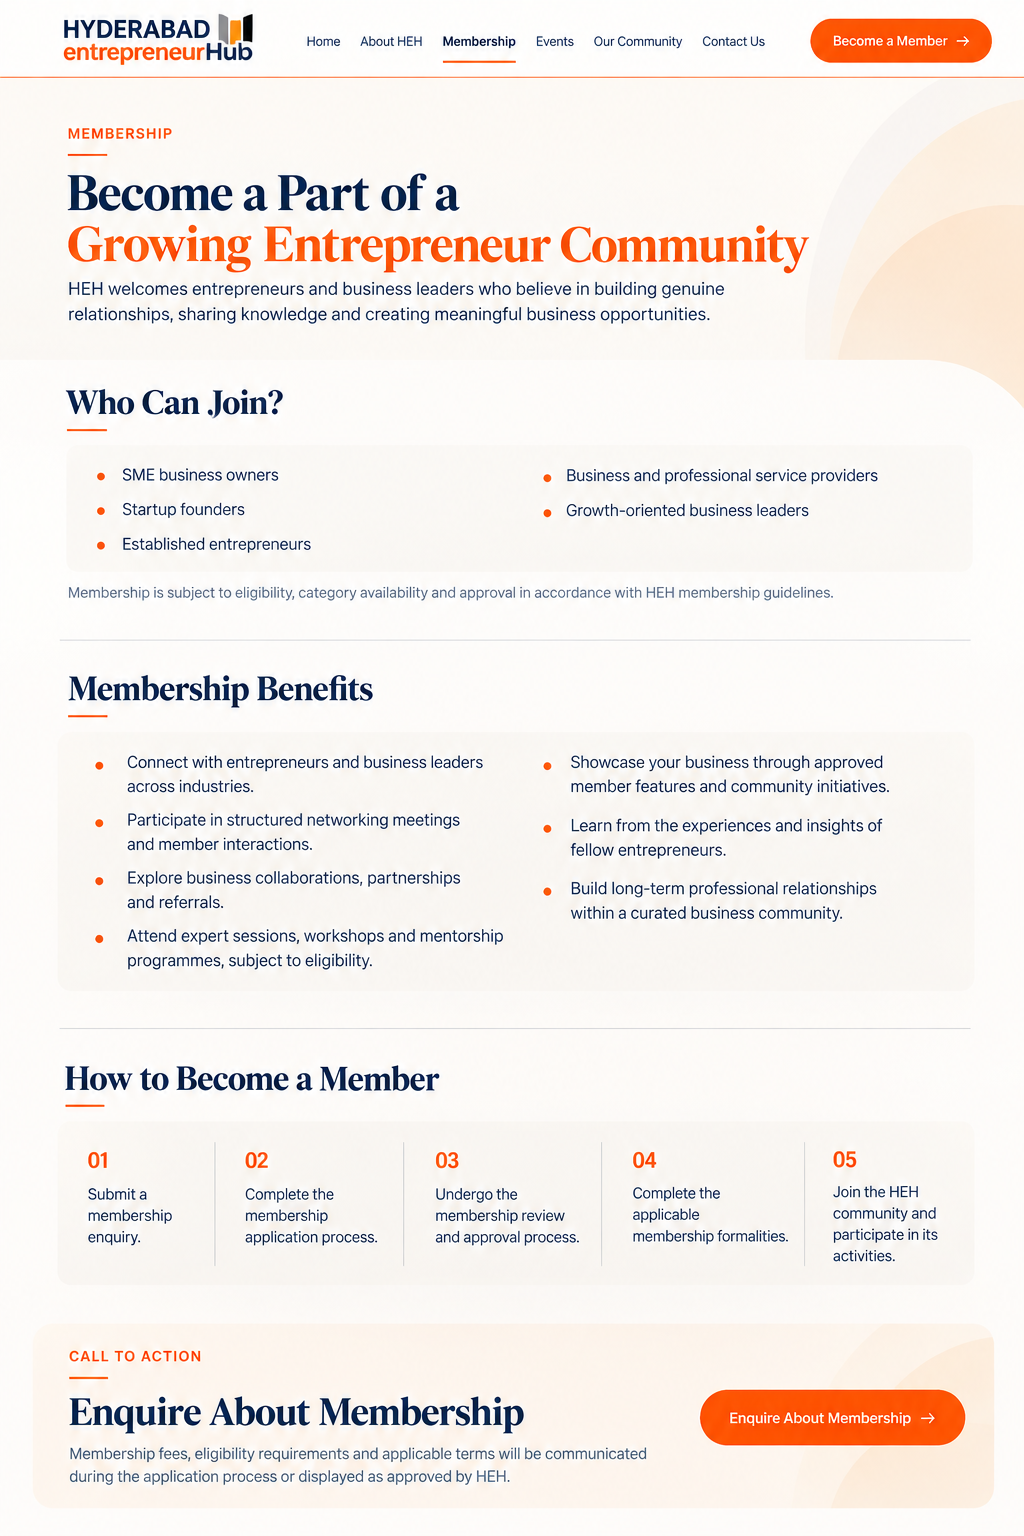 HYDERABAD
entrepreneurHub
Home
About HEH
Membership
Events
Our Community
Contact Us
Become a Member →
MEMBERSHIP
Become a Part of a
Growing Entrepreneur Community
HEH welcomes entrepreneurs and business leaders who believe in building genuine
relationships, sharing knowledge and creating meaningful business opportunities.
Who Can Join?
SME business owners
Startup founders
Established entrepreneurs
Business and professional service providers
Growth-oriented business leaders
Membership is subject to eligibility, category availability and approval in accordance with HEH membership guidelines.
Membership Benefits
Connect with entrepreneurs and business leaders
across industries.
Participate in structured networking meetings
and member interactions.
Explore business collaborations, partnerships
and referrals.
Attend expert sessions, workshops and mentorship
programmes, subject to eligibility.
Showcase your business through approved
member features and community initiatives.
Learn from the experiences and insights of
fellow entrepreneurs.
Build long-term professional relationships
within a curated business community.
How to Become a Member
01
Submit a
membership
enquiry.
02
Complete the
membership
application process.
03
Undergo the
membership review
and approval process.
04
Complete the
applicable
membership formalities.
05
Join the HEH
community and
participate in its
activities.
CALL TO ACTION
Enquire About Membership
Membership fees, eligibility requirements and applicable terms will be communicated
during the application process or displayed as approved by HEH.
Enquire About Membership →